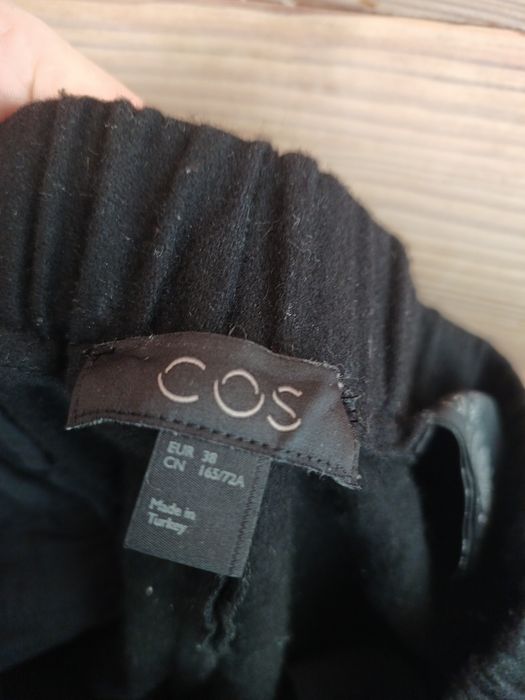 COS
EUR 38
CN 165/72A
Made in
Turkey